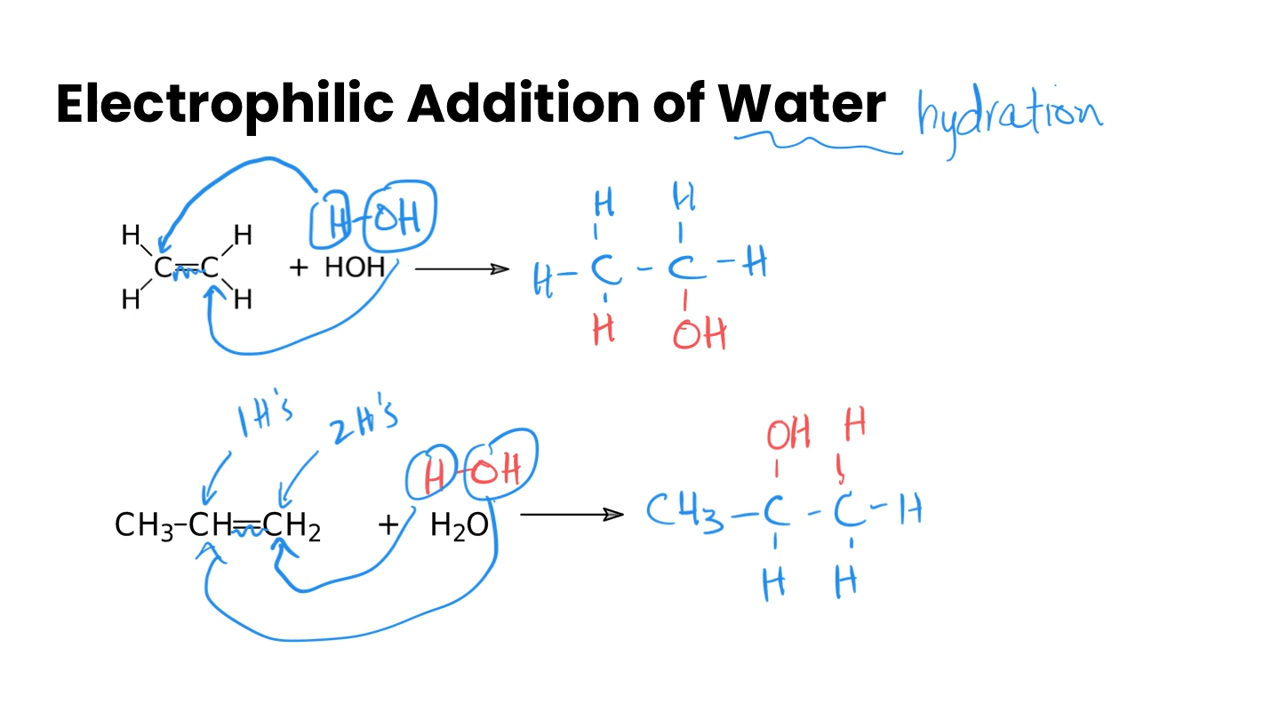 Electrophilic Addition of Water hydration
H H H-OH H H
C=C + HOH → H-C-C-H
H H H OH
1H's 2H's OH H
H-OH
CH₃-CH=CH₂ + H₂O → CH3-C-C-H
H H